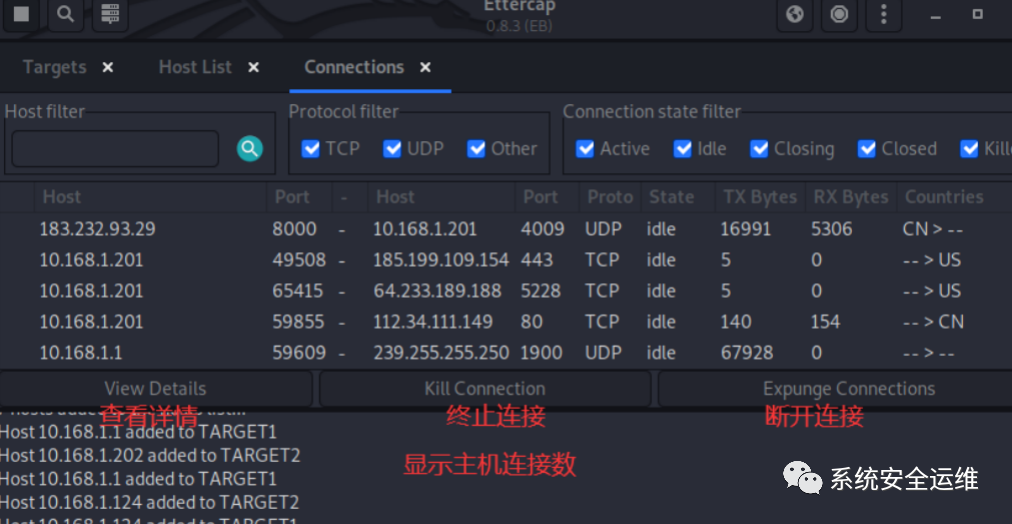 Ettercap
0.8.3 (EB)
Targets × Host List × Connections ×
Host filter Protocol filter Connection state filter
TCP UDP Other Active Idle Closing Closed
Host Port - Host Port Proto State TX Bytes RX Bytes Countries
183.232.93.29 8000 - 10.168.1.201 4009 UDP idle 16991 5306 CN > --
10.168.1.201 49508 - 185.199.109.154 443 TCP idle 5 0 -- > US
10.168.1.201 65415 - 64.233.189.188 5228 TCP idle 5 0 -- > US
10.168.1.201 59855 - 112.34.111.149 80 TCP idle 140 154 -- > CN
10.168.1.1 59609 - 239.255.255.250 1900 UDP idle 67928 0 -- > --
View Details Kill Connection Expunge Connections
查看详情 终止连接 断开连接
Host 10.168.1.1 added to TARGET1
Host 10.168.1.202 added to TARGET2
显示主机连接数
Host 10.168.1.1 added to TARGET1
系统安全运维
Host 10.168.1.124 added to TARGET2
Host 10.168.1.124 added to TARGET1